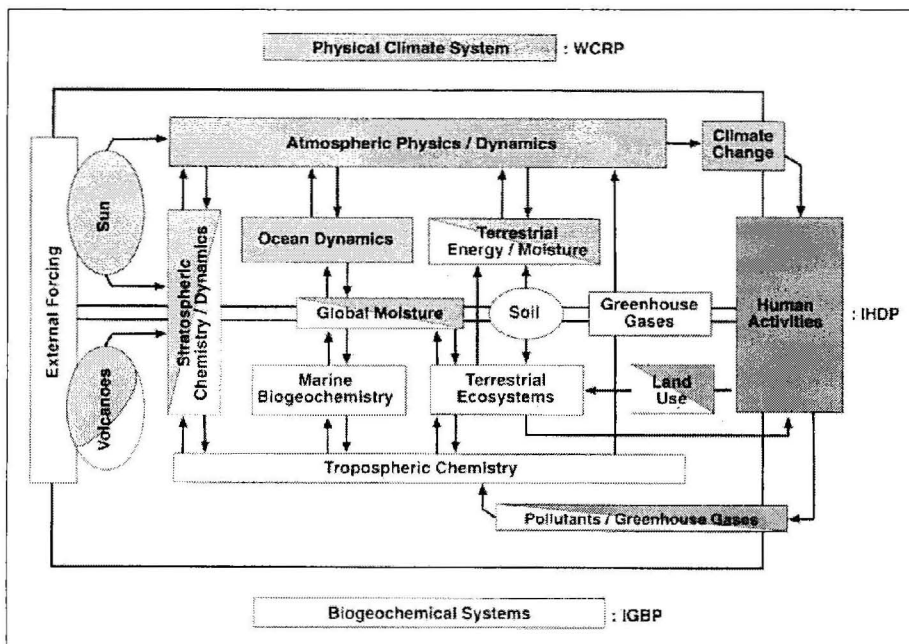 Physical Climate System : WCRP
Atmospheric Physics / Dynamics
Climate
Change
External Forcing
Sun
Stratospheric
Chemistry / Dynamics
Ocean Dynamics
Terrestrial
Energy / Moisture
Global Moisture
Soil
Greenhouse
Gases
Human
Activities
: IHDP
Volcanoes
Marine
Biogeochemistry
Terrestrial
Ecosystems
Land
Use
Tropospheric Chemistry
Pollutants / Greenhouse Gases
Biogeochemical Systems : IGBP